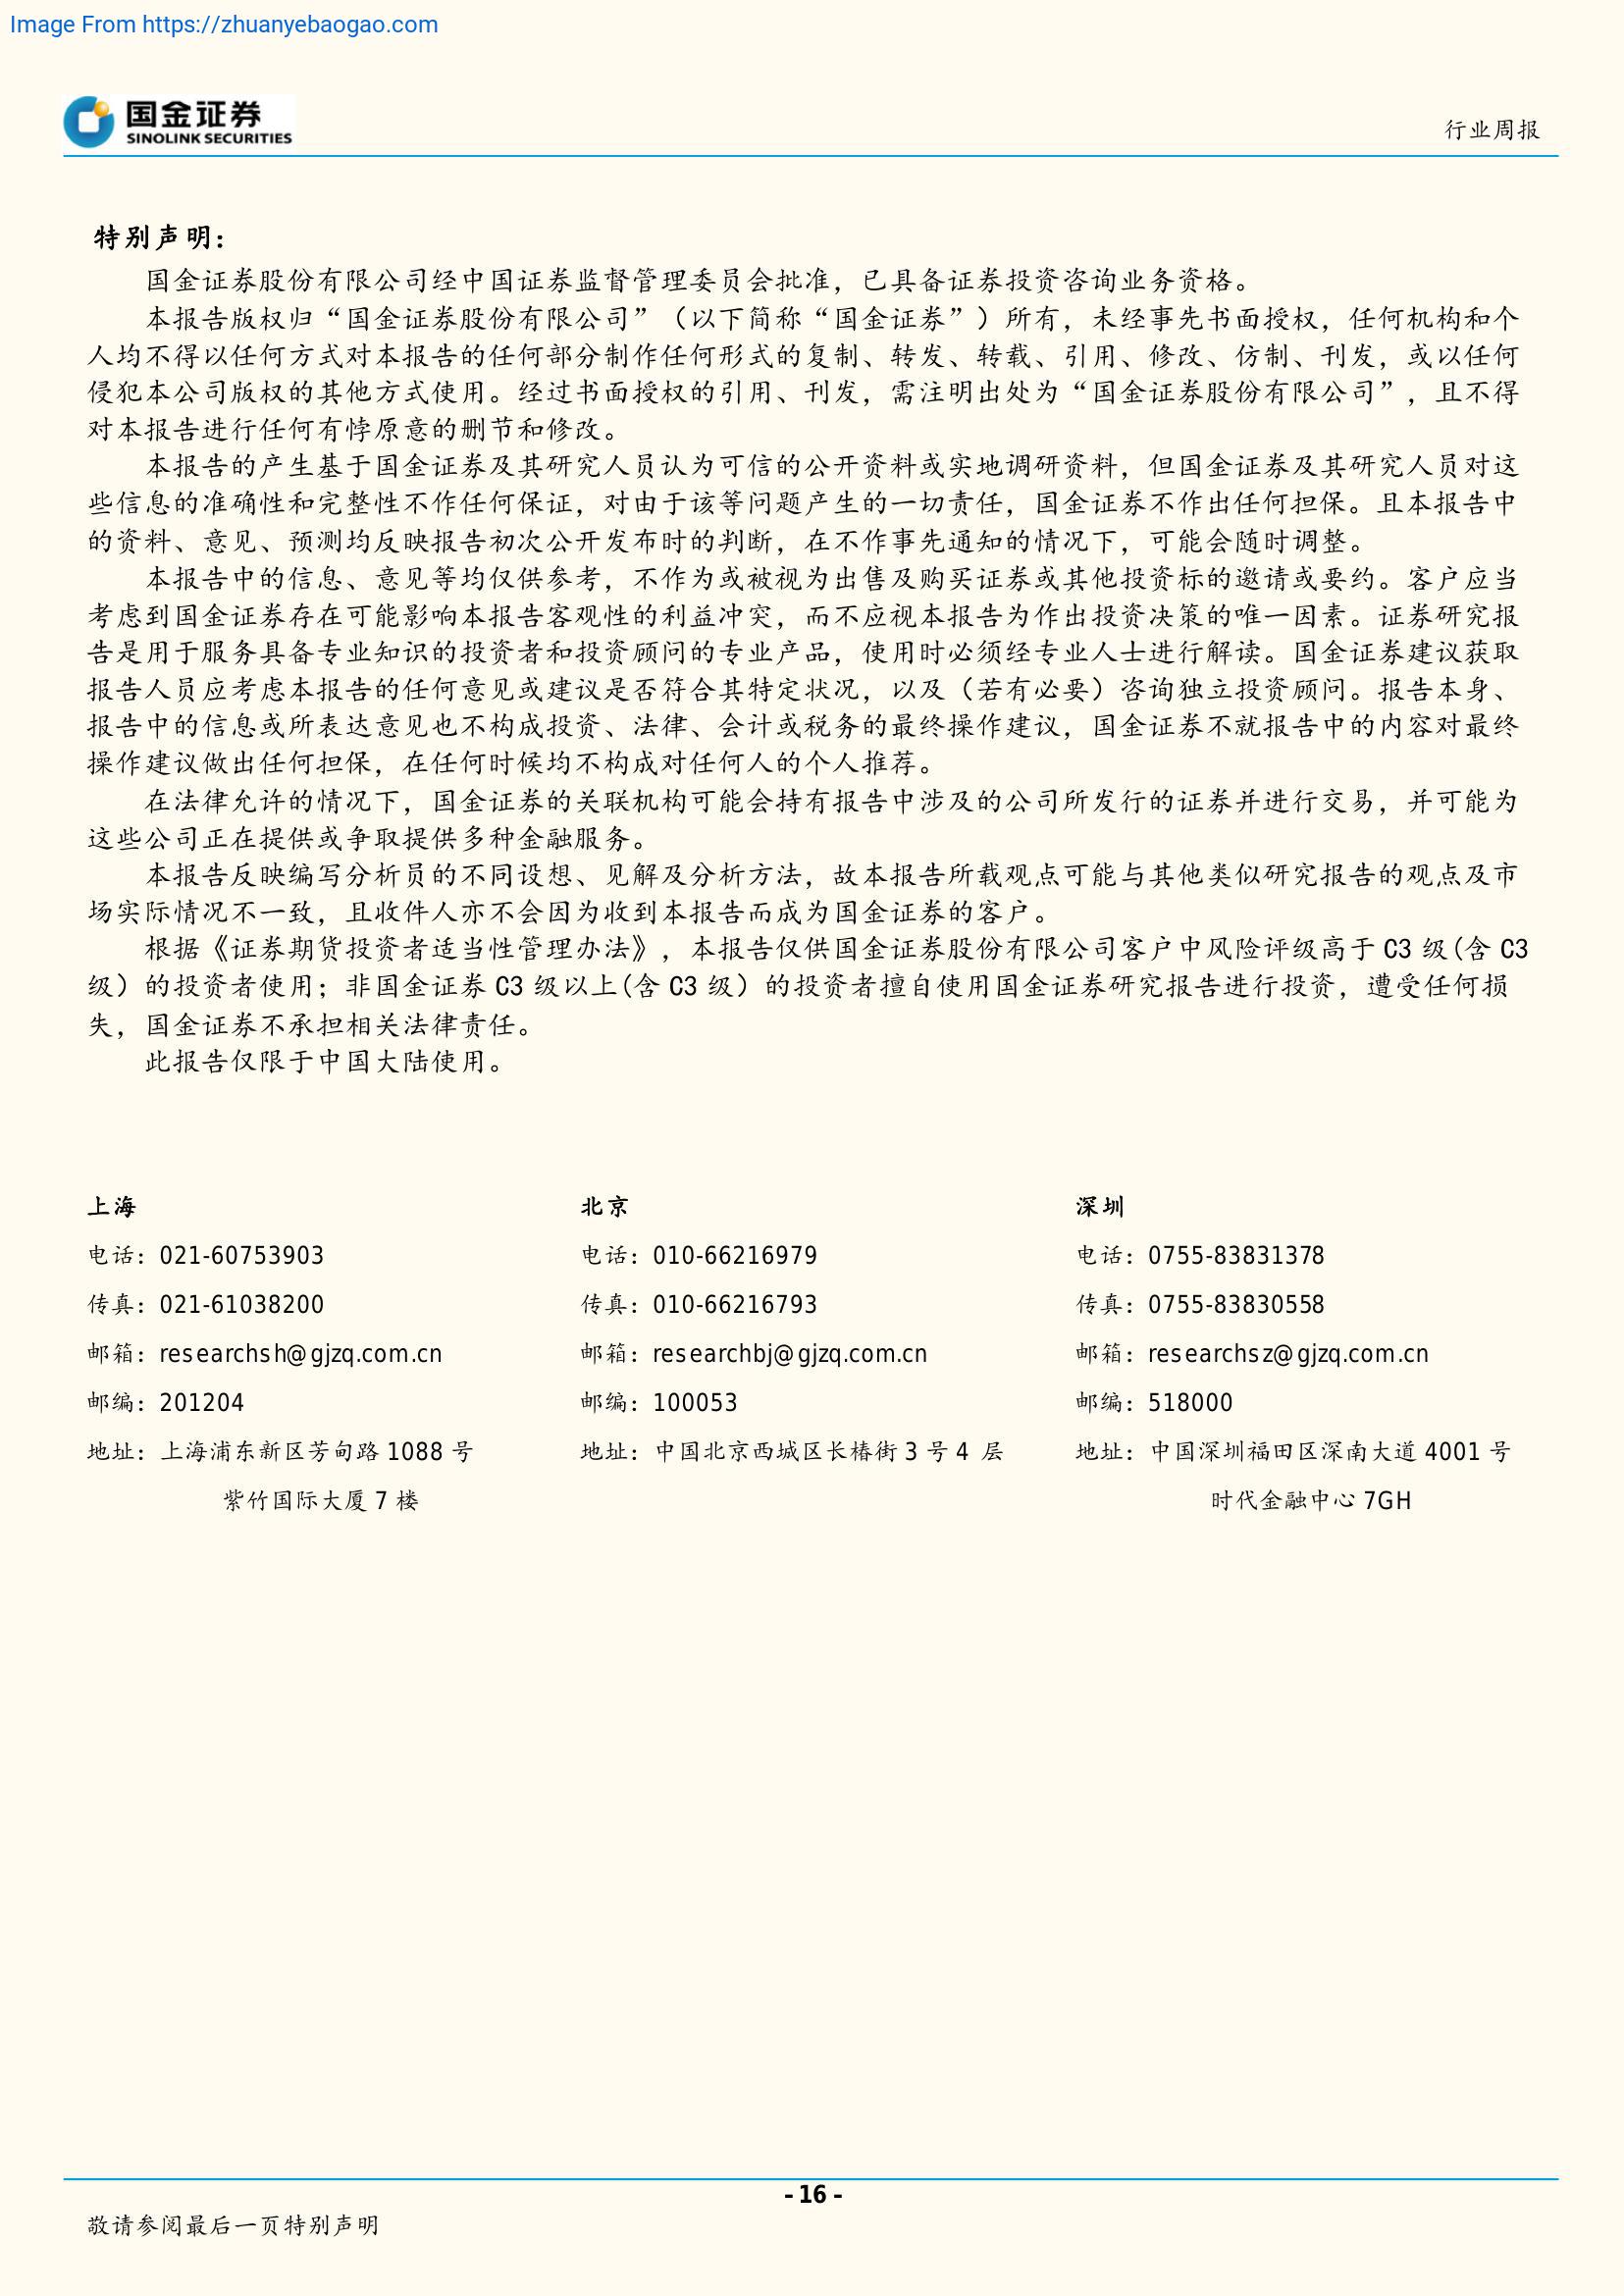 Image From https://zhuanyebaogao.com
国金证券
SINOLINK SECURITIES
行业周报
特别声明：
国金证券股份有限公司经中国证券监督管理委员会批准，已具备证券投资咨询业务资格。
本报告版权归“国金证券股份有限公司”（以下简称“国金证券”）所有，未经事先书面授权，任何机构和个
人均不得以任何方式对本报告的任何部分制作任何形式的复制、转发、转载、引用、修改、仿制、刊发，或以任何
侵犯本公司版权的其他方式使用。经过书面授权的引用、刊发，需注明出处为“国金证券股份有限公司”，且不得
对本报告进行任何有悖原意的删节和修改。
本报告的产生基于国金证券及其研究人员认为可信的公开资料或实地调研资料，但国金证券及其研究人员对这
些信息的准确性和完整性不作任何保证，对由于该等问题产生的一切责任，国金证券不作出任何担保。且本报告中
的资料、意见、预测均反映报告初次公开发布时的判断，在不作事先通知的情况下，可能会随时调整。
本报告中的信息、意见等均仅供参考，不作为或被视为出售及购买证券或其他投资标的邀请或要约。客户应当
考虑到国金证券存在可能影响本报告客观性的利益冲突，而不应视本报告为作出投资决策的唯一因素。证券研究报
告是用于服务具备专业知识的投资者和投资顾问的专业产品，使用时必须经专业人士进行解读。国金证券建议获取
报告人员应考虑本报告的任何意见或建议是否符合其特定状况，以及（若有必要）咨询独立投资顾问。报告本身、
报告中的信息或所表达意见也不构成投资、法律、会计或税务的最终操作建议，国金证券不就报告中的内容对最终
操作建议做出任何担保，在任何时候均不构成对任何人的个人推荐。
在法律允许的情况下，国金证券的关联机构可能会持有报告中涉及的公司所发行的证券并进行交易，并可能为
这些公司正在提供或争取提供多种金融服务。
本报告反映编写分析员的不同设想、见解及分析方法，故本报告所载观点可能与其他类似研究报告的观点及市
场实际情况不一致，且收件人亦不会因为收到本报告而成为国金证券的客户。
根据《证券期货投资者适当性管理办法》，本报告仅供国金证券股份有限公司客户中风险评级高于 C3 级(含 C3
级）的投资者使用；非国金证券 C3 级以上(含 C3 级）的投资者擅自使用国金证券研究报告进行投资，遭受任何损
失，国金证券不承担相关法律责任。
此报告仅限于中国大陆使用。
上海
电话：021-60753903
传真：021-61038200
邮箱：researchsh@gjzq.com.cn
邮编：201204
地址：上海浦东新区芳甸路 1088 号
紫竹国际大厦 7 楼
北京
电话：010-66216979
传真：010-66216793
邮箱：researchbj@gjzq.com.cn
邮编：100053
地址：中国北京西城区长椿街 3 号 4 层
深圳
电话：0755-83831378
传真：0755-83830558
邮箱：researchsz@gjzq.com.cn
邮编：518000
地址：中国深圳福田区深南大道 4001 号
时代金融中心 7GH
- 16 -
敬请参阅最后一页特别声明